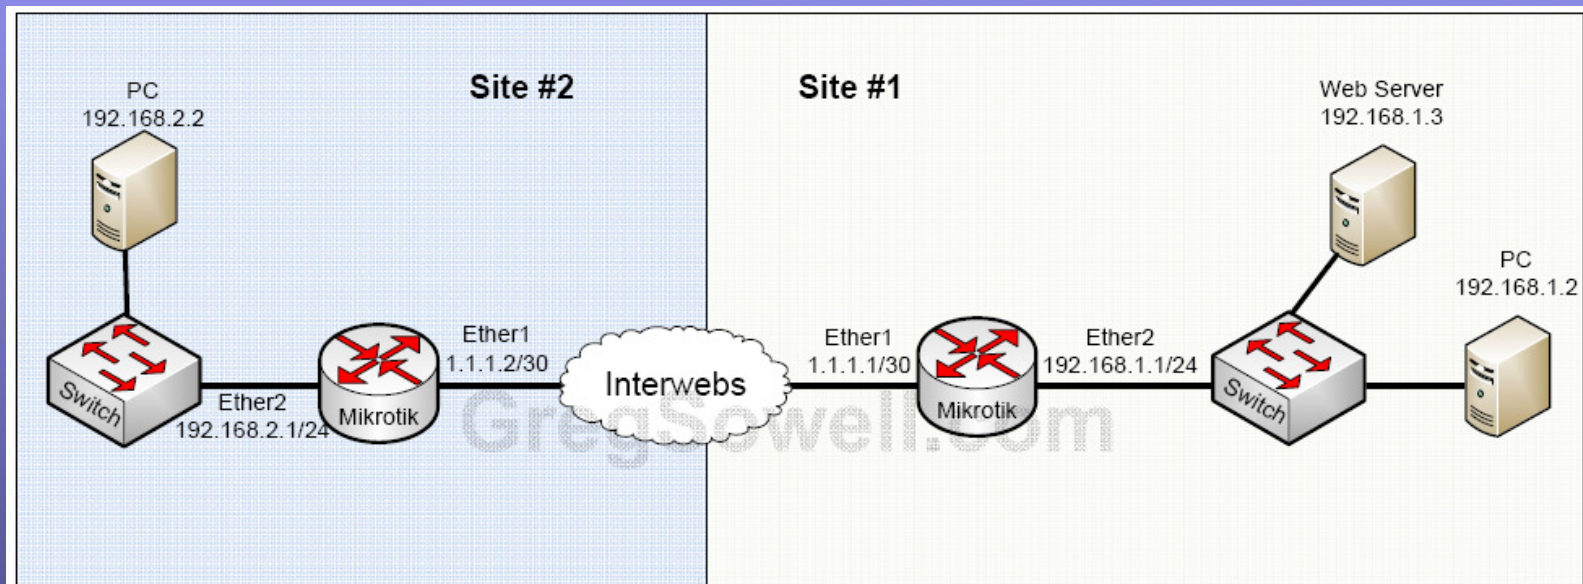 Site #2
Site #1
PC
192.168.2.2
Web Server
192.168.1.3
PC
192.168.1.2
Ether1
1.1.1.2/30
Interwebs
Ether1
1.1.1.1/30
Ether2
192.168.1.1/24
Switch
Ether2
192.168.2.1/24
Mikrotik
Mikrotik
Switch
GregSowell.com